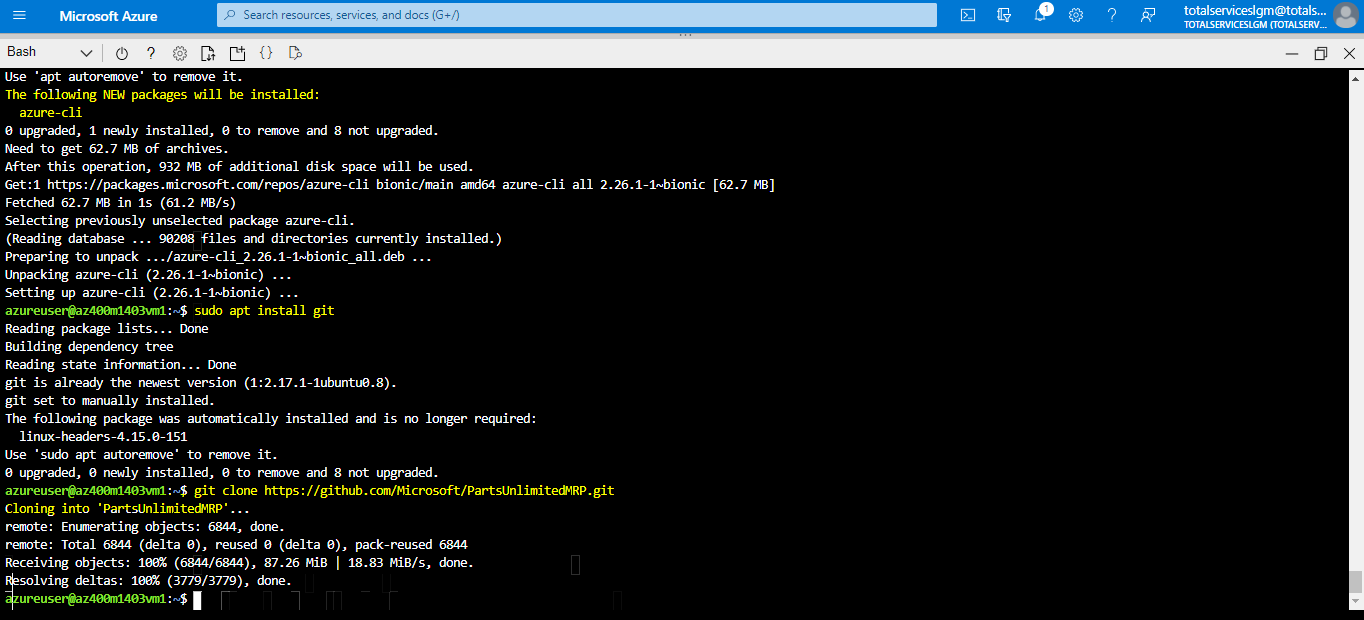 Microsoft Azure
Search resources, services, and docs (G+/)
1
totalserviceslgm@totals...
TOTALSERVICESLGM (TOTALSERV...
Bash
Use 'apt autoremove' to remove it.
The following NEW packages will be installed:
azure-cli
0 upgraded, 1 newly installed, 0 to remove and 8 not upgraded.
Need to get 62.7 MB of archives.
After this operation, 932 MB of additional disk space will be used.
Get:1 https://packages.microsoft.com/repos/azure-cli bionic/main amd64 azure-cli all 2.26.1-1~bionic [62.7 MB]
Fetched 62.7 MB in 1s (61.2 MB/s)
Selecting previously unselected package azure-cli.
(Reading database ... 90208 files and directories currently installed.)
Preparing to unpack .../azure-cli_2.26.1-1~bionic_all.deb ...
Unpacking azure-cli (2.26.1-1~bionic) ...
Setting up azure-cli (2.26.1-1~bionic) ...
azureuser@az400m1403vm1:~$ sudo apt install git
Reading package lists... Done
Building dependency tree
Reading state information... Done
git is already the newest version (1:2.17.1-1ubuntu0.8).
git set to manually installed.
The following package was automatically installed and is no longer required:
linux-headers-4.15.0-151
Use 'sudo apt autoremove' to remove it.
0 upgraded, 0 newly installed, 0 to remove and 8 not upgraded.
azureuser@az400m1403vm1:~$ git clone https://github.com/Microsoft/PartsUnlimitedMRP.git
Cloning into 'PartsUnlimitedMRP'...
remote: Enumerating objects: 6844, done.
remote: Total 6844 (delta 0), reused 0 (delta 0), pack-reused 6844
Receiving objects: 100% (6844/6844), 87.26 MiB | 18.83 MiB/s, done.
Resolving deltas: 100% (3779/3779), done.
azureuser@az400m1403vm1:~$